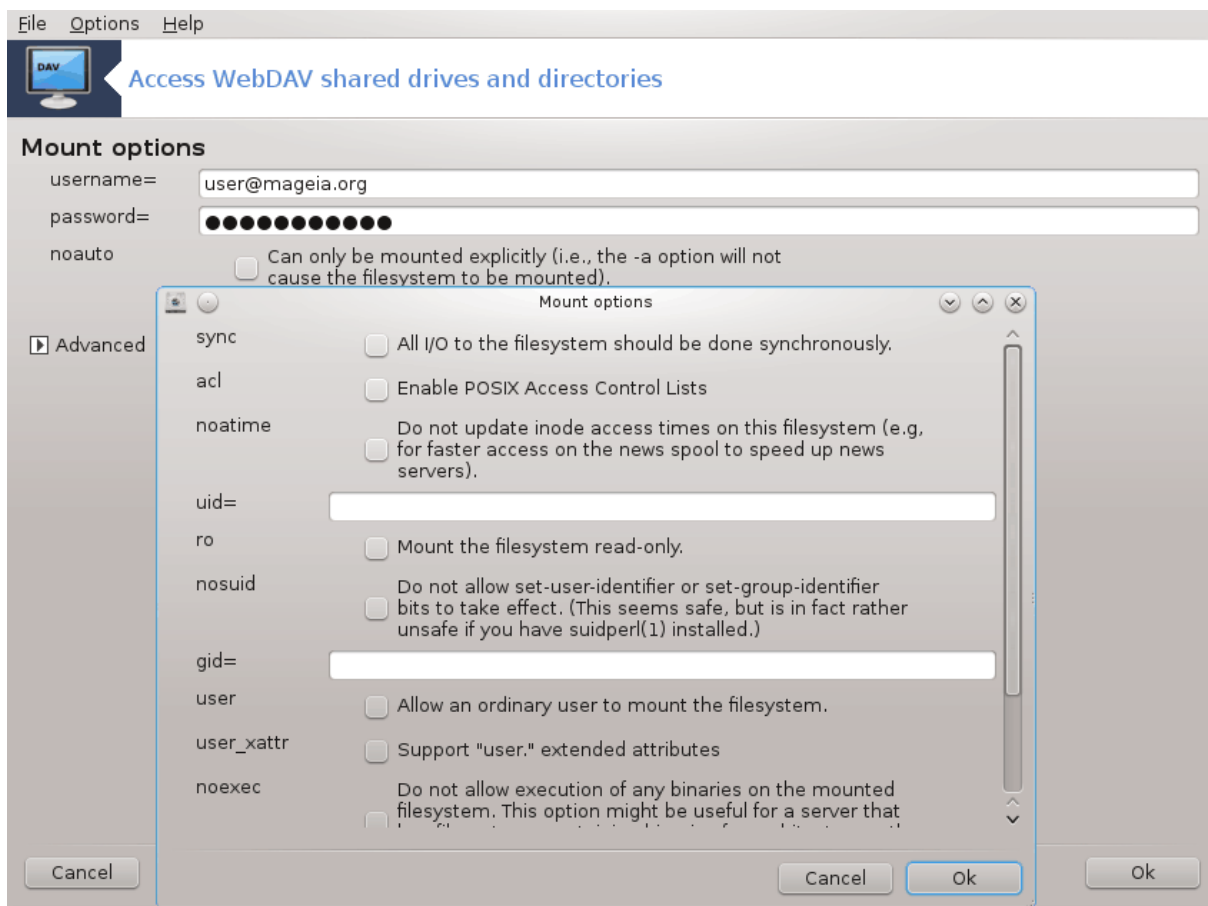 File Options Help
DAV
Access WebDAV shared drives and directories
Mount options
username=
user@mageia.org
password=
●●●●●●●●●●●
noauto
Can only be mounted explicitly (i.e., the -a option will not
cause the filesystem to be mounted).
Advanced
Mount options
sync
All I/O to the filesystem should be done synchronously.
acl
Enable POSIX Access Control Lists
noatime
Do not update inode access times on this filesystem (e.g,
for faster access on the news spool to speed up news
servers).
uid=
ro
Mount the filesystem read-only.
nosuid
Do not allow set-user-identifier or set-group-identifier
bits to take effect. (This seems safe, but is in fact rather
unsafe if you have suidperl(1) installed.)
gid=
user
Allow an ordinary user to mount the filesystem.
user_xattr
Support "user." extended attributes
noexec
Do not allow execution of any binaries on the mounted
filesystem. This option might be useful for a server that
Cancel Ok
Cancel Ok